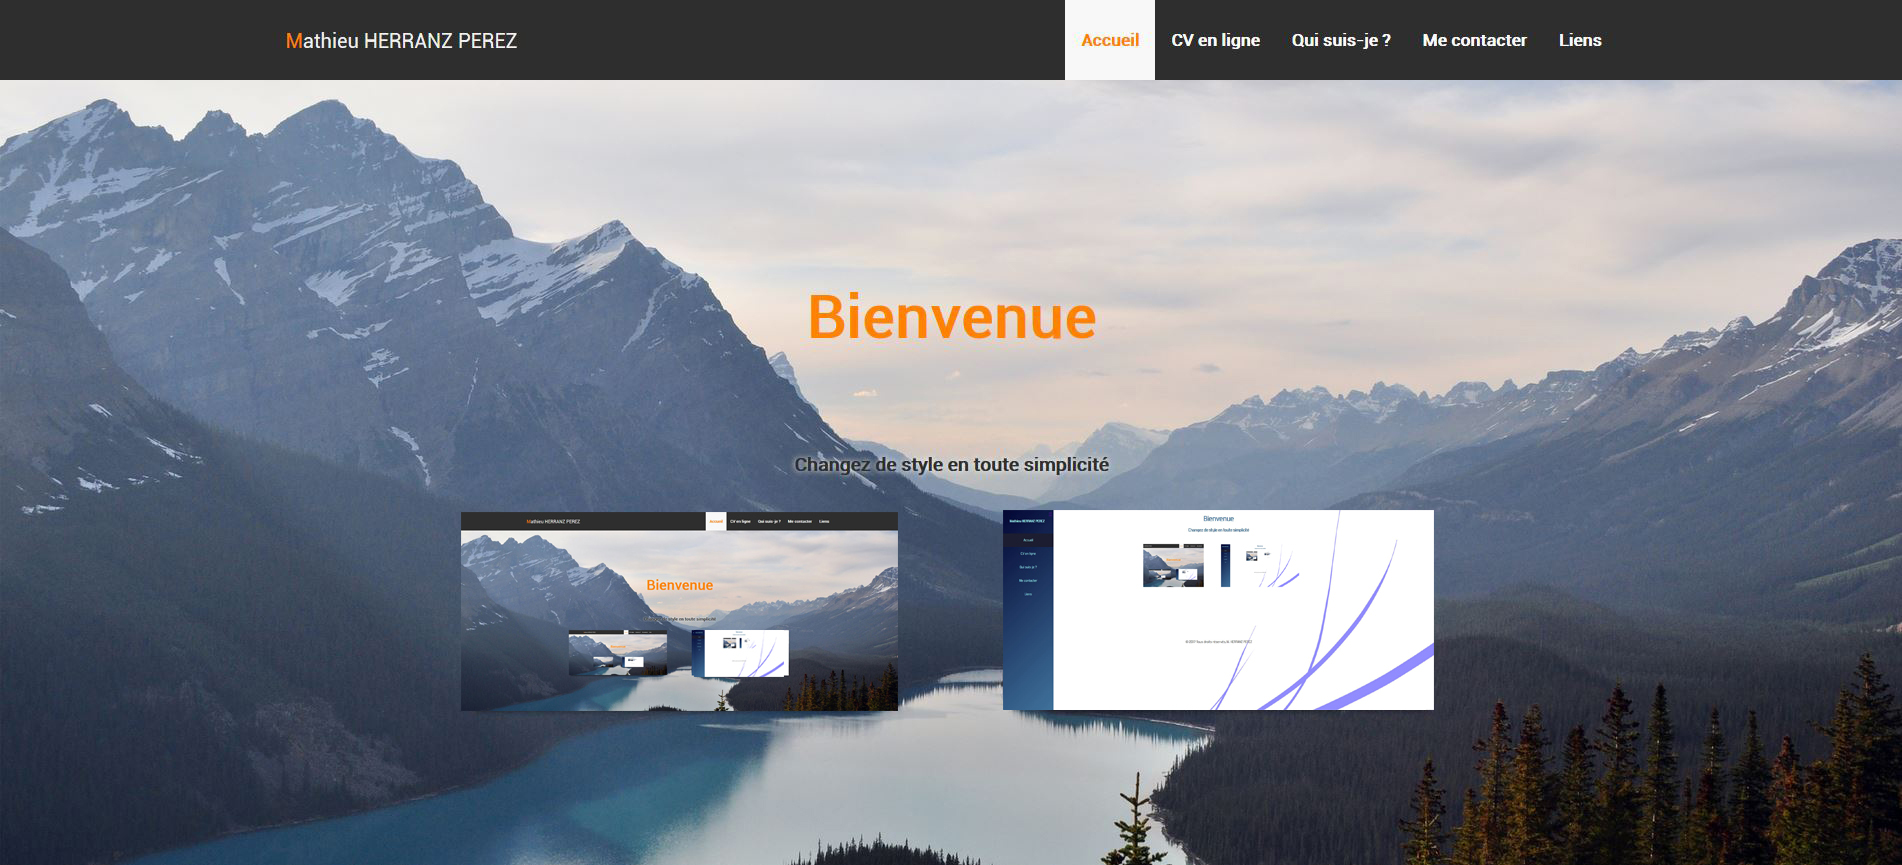 Mathieu HERRANZ PEREZ
Accueil CV en ligne Qui suis-je ? Me contacter Liens
Bienvenue
Changez de style en toute simplicité
Mathieu HERRANZ PEREZ
Accueil CV en ligne Qui suis-je ? Me contacter Liens
Bienvenue
style en toute simplicité
Mathieu HERRANZ PEREZ
Bienvenue
Changez de style en toute simplicité
Accueil
CV en ligne
Qui suis-je ?
Me contacter
Liens